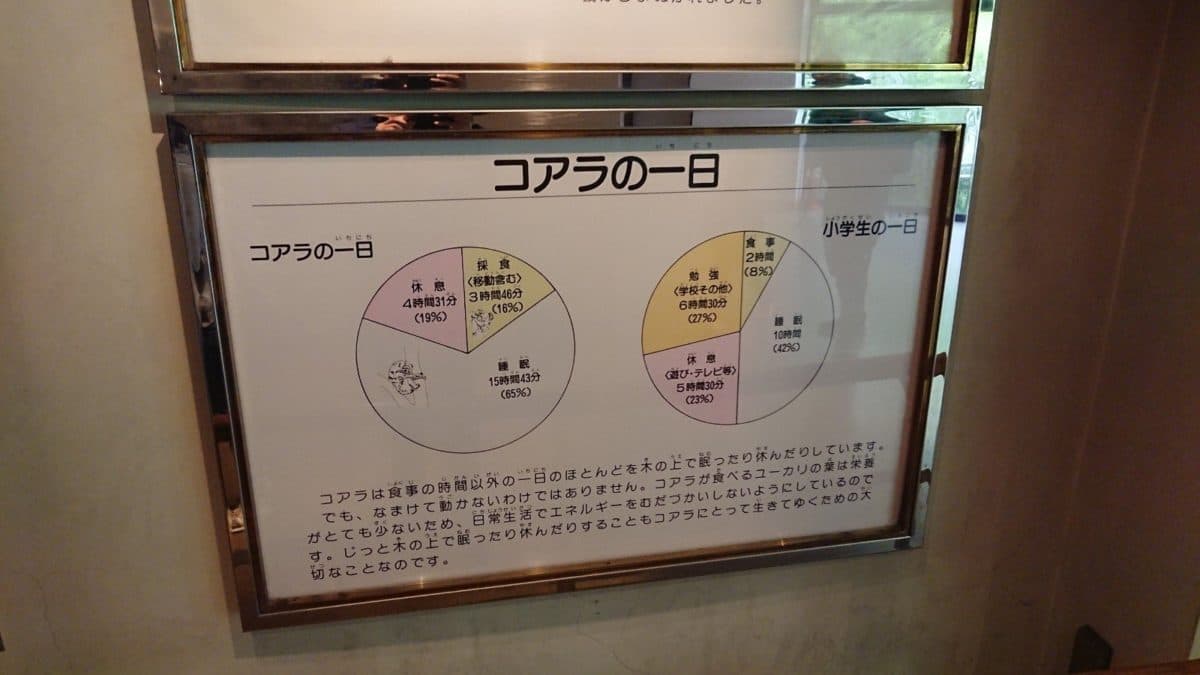 コアラの一日
コアラの一日
採食
〈移動含む〉
3時間46分
(16%)
休息
4時間31分
(19%)
睡眠
15時間43分
(65%)
小学生の一日
食事
2時間
(8%)
勉強
〈学校その他〉
6時間30分
(27%)
睡眠
10時間
(42%)
休息
〈遊び・テレビ等〉
5時間30分
(23%)
コアラは食事の時間以外の一日のほとんどを木の上で眠ったり休んだりしています。
でも、なまけて動かないわけではありません。コアラが食べるユーカリの葉は栄養
がとても少ないため、日常生活でエネルギーをむだづかいしないようにしているので
す。じっと木の上で眠ったり休んだりすることもコアラにとって生きてゆくための大
切なことなのです。